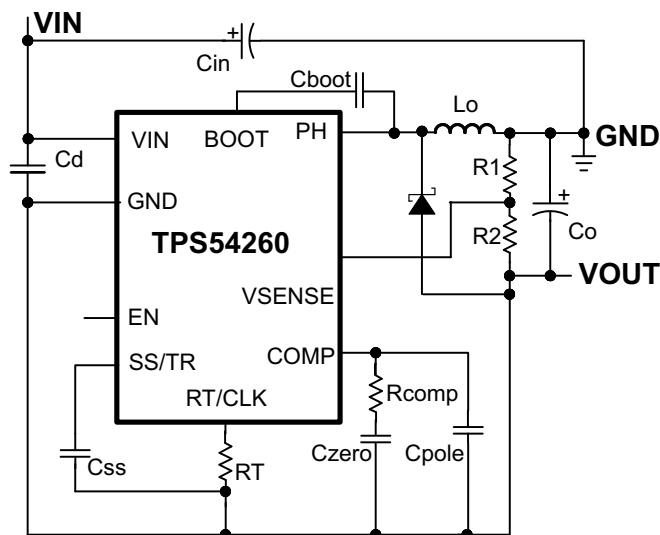 VIN
+
Cin
Cboot
Lo
VIN
BOOT
PH
GND
Cd
R1
GND
+
TPS54260
R2
Co
VOUT
VSENSE
EN
COMP
SS/TR
RT/CLK
Rcomp
Css
RT
Czero
Cpole